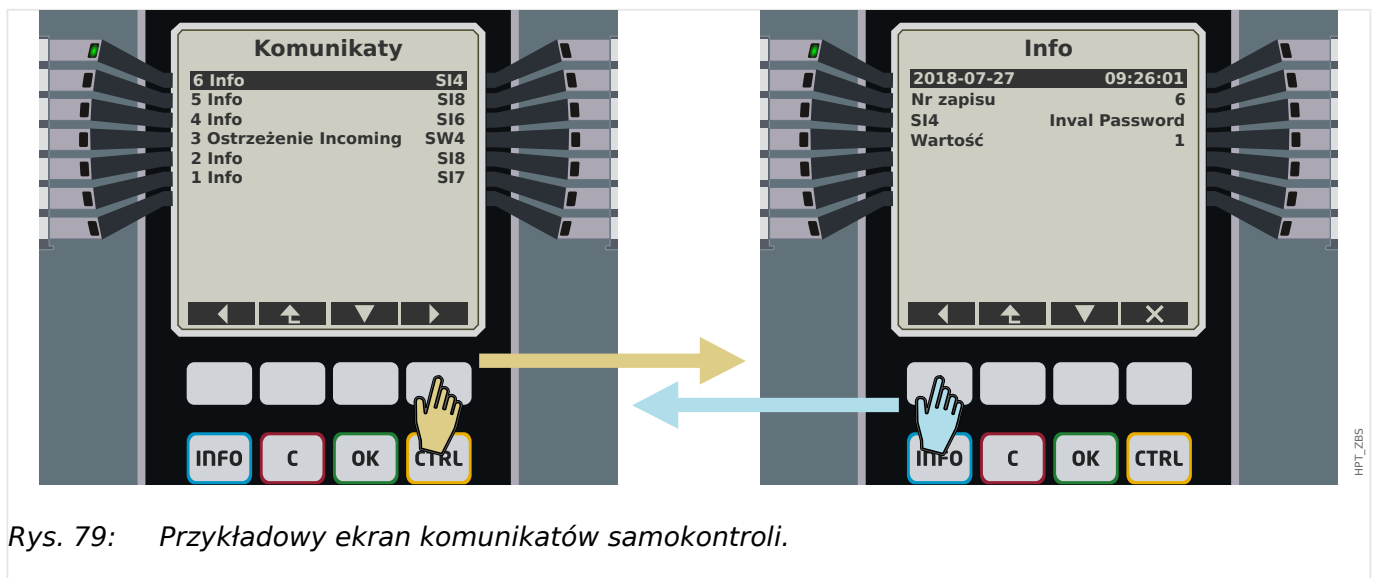 Komunikaty
6 Info SI4
5 Info SI8
4 Info SI6
3 Ostrzeżenie Incoming SW4
2 Info SI8
1 Info SI7
INFO C OK CTRL
Info
2018-07-27 09:26:01
Nr zapisu 6
SI4 Inval Password
Wartość 1
INFO C OK CTRL
HPT_ZBS
Rys. 79: Przykładowy ekran komunikatów samokontroli.